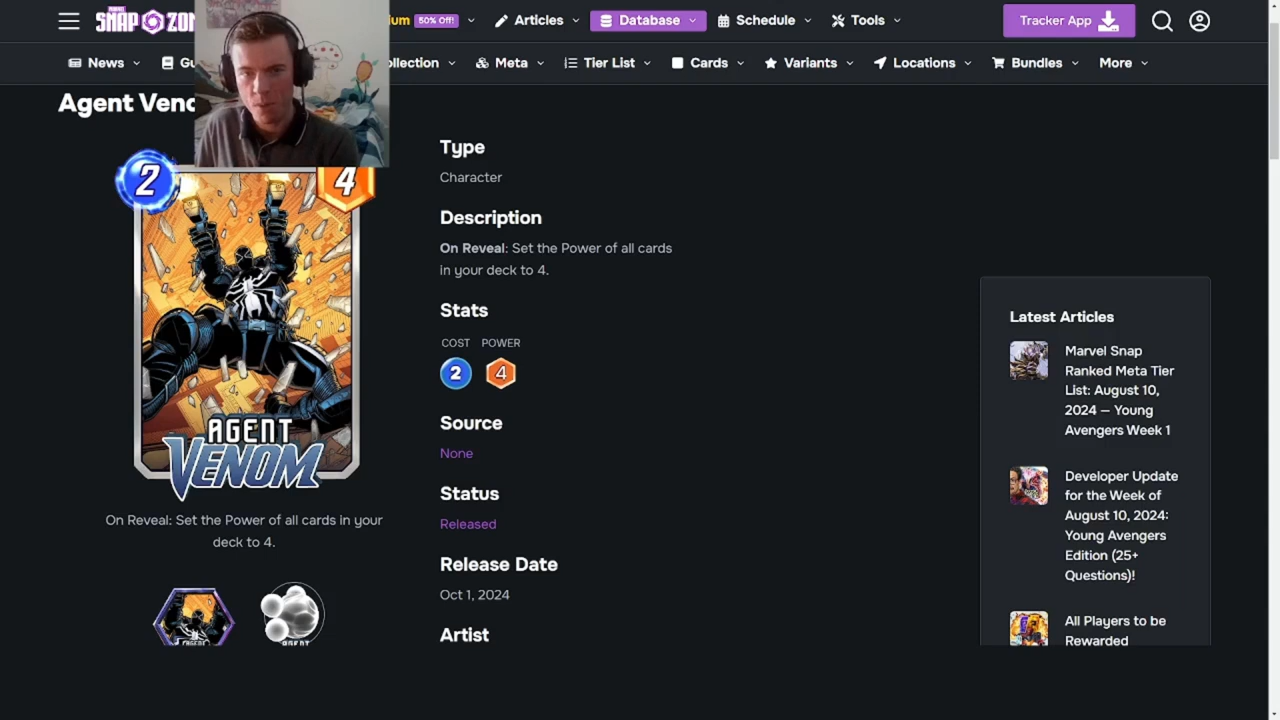 MARVEL
SNAP ZON
50% Off!
Articles
Database
Schedule
Tools
Tracker App
News
Meta
Tier List
Cards
Variants
Locations
Bundles
More
Agent Veno
2
4
AGENT
VENOM
On Reveal: Set the Power of all cards in your
deck to 4.
AGENT
Type
Character
Description
On Reveal: Set the Power of all cards
in your deck to 4.
Stats
COST POWER
2 4
Source
None
Status
Released
Release Date
Oct 1, 2024
Artist
Latest Articles
Marvel Snap
Ranked Meta Tier
List: August 10,
2024 — Young
Avengers Week 1
Developer Update
for the Week of
August 10, 2024:
Young Avengers
Edition (25+
Questions)!
All Players to be
Rewarded